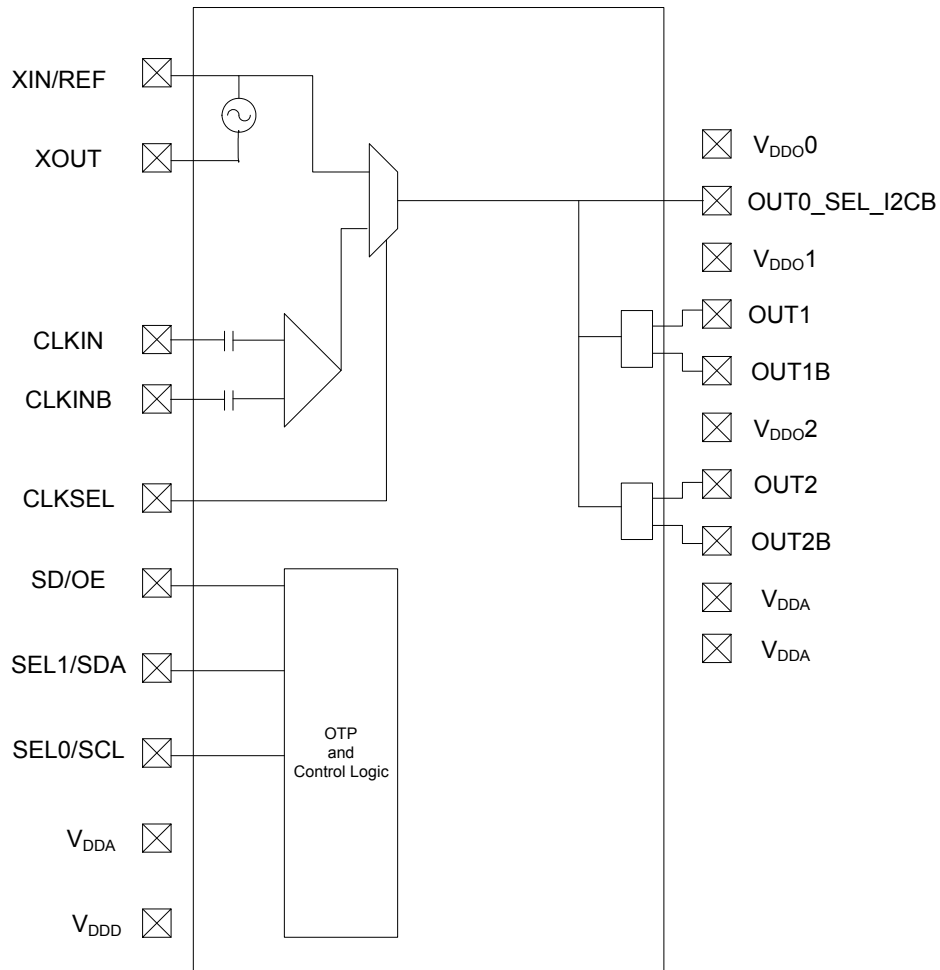 XIN/REF
XOUT
CLKIN
CLKINB
CLKSEL
SD/OE
SEL1/SDA
SEL0/SCL
VDDA
VDDD
OTP
and
Control Logic
VDDO0
OUT0_SEL_I2CB
VDDO1
OUT1
OUT1B
VDDO2
OUT2
OUT2B
VDDA
VDDA